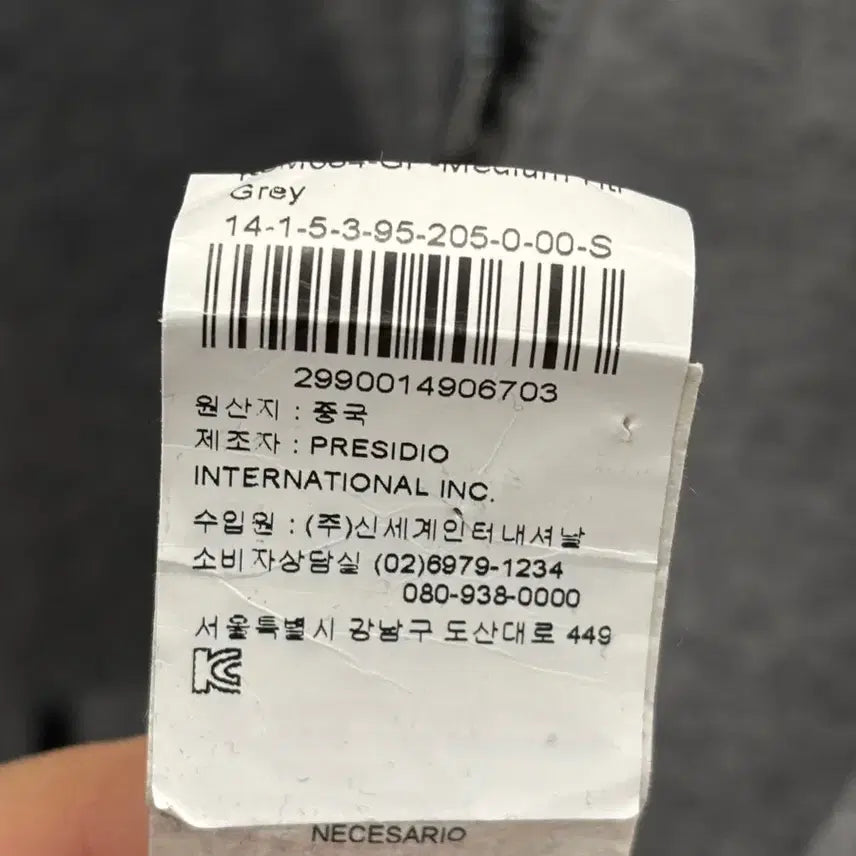 Grey
14-1-5-3-95-205-0-00-S
2990014906703
원산지 : 중국
제조자 : PRESIDIO
INTERNATIONAL INC.
수입원 : (주)신세계인터내셔날
소비자상담실 (02)6979-1234
080-938-0000
서울특별시 강남구 도산대로 449
KC
NECESARIO